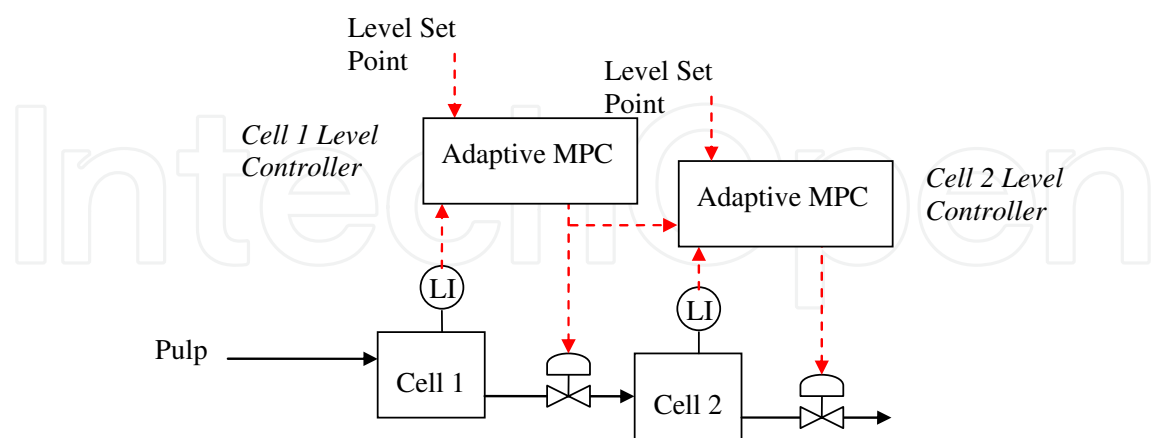 Level Set
Point
Level Set
Point
Cell 1 Level
Controller
Adaptive MPC
Adaptive MPC
Cell 2 Level
Controller
LI
LI
Pulp
Cell 1
Cell 2
IntechOpen